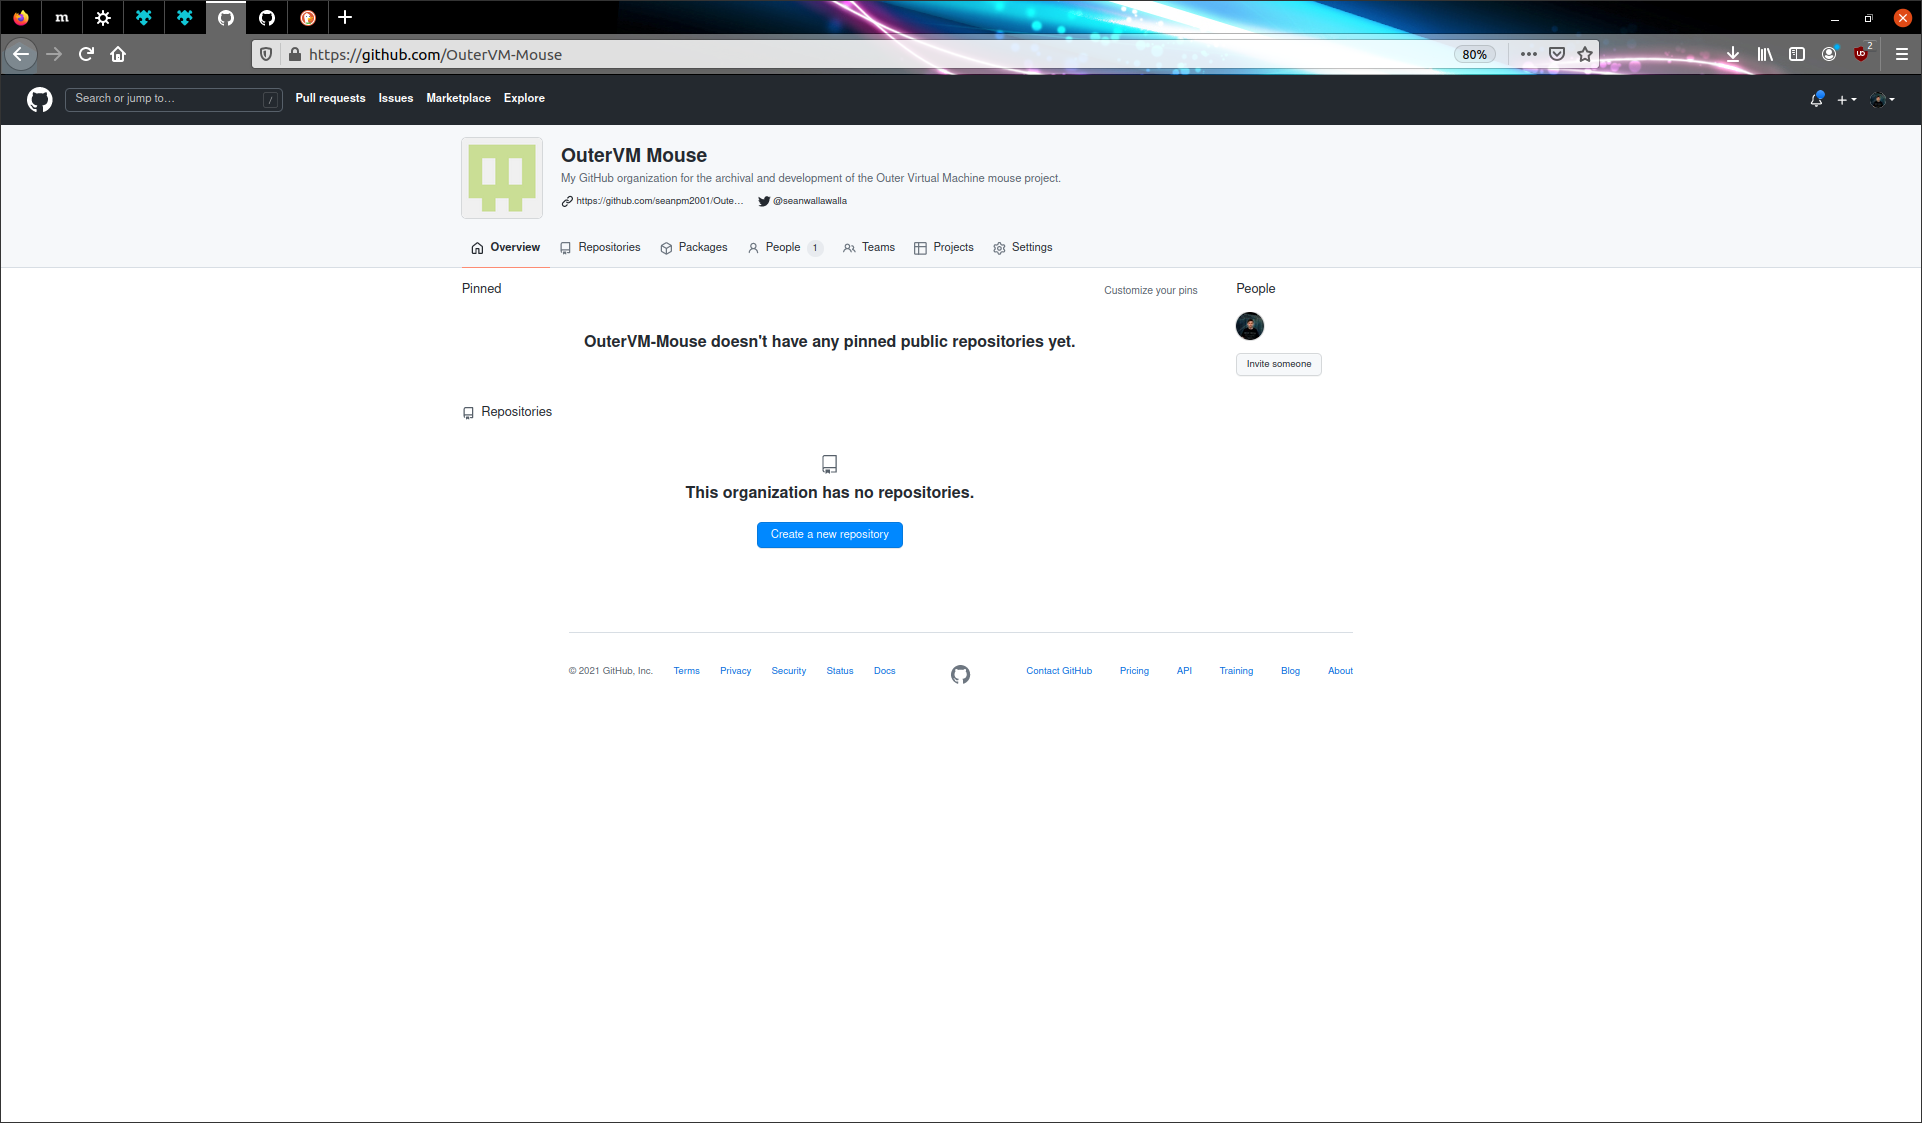 m
https://github.com/OuterVM-Mouse
80%
2
Search or jump to…
/
Pull requests
Issues
Marketplace
Explore
OuterVM Mouse
My GitHub organization for the archival and development of the Outer Virtual Machine mouse project.
https://github.com/seanpm2001/Oute…
@seanwallawalla
Overview
Repositories
Packages
People 1
Teams
Projects
Settings
Pinned
Customize your pins
People
OuterVM-Mouse doesn't have any pinned public repositories yet.
Invite someone
Repositories
This organization has no repositories.
Create a new repository
© 2021 GitHub, Inc.
Terms
Privacy
Security
Status
Docs
Contact GitHub
Pricing
API
Training
Blog
About